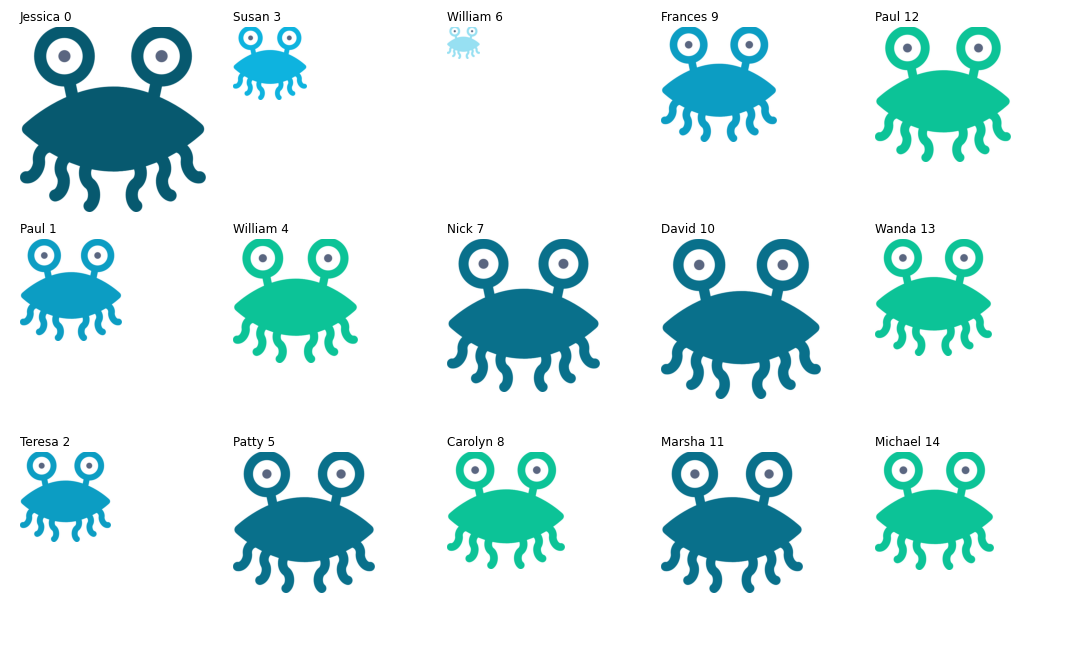 Jessica 0
Susan 3
William 6
Frances 9
Paul 12
Paul 1
William 4
Nick 7
David 10
Wanda 13
Teresa 2
Patty 5
Carolyn 8
Marsha 11
Michael 14